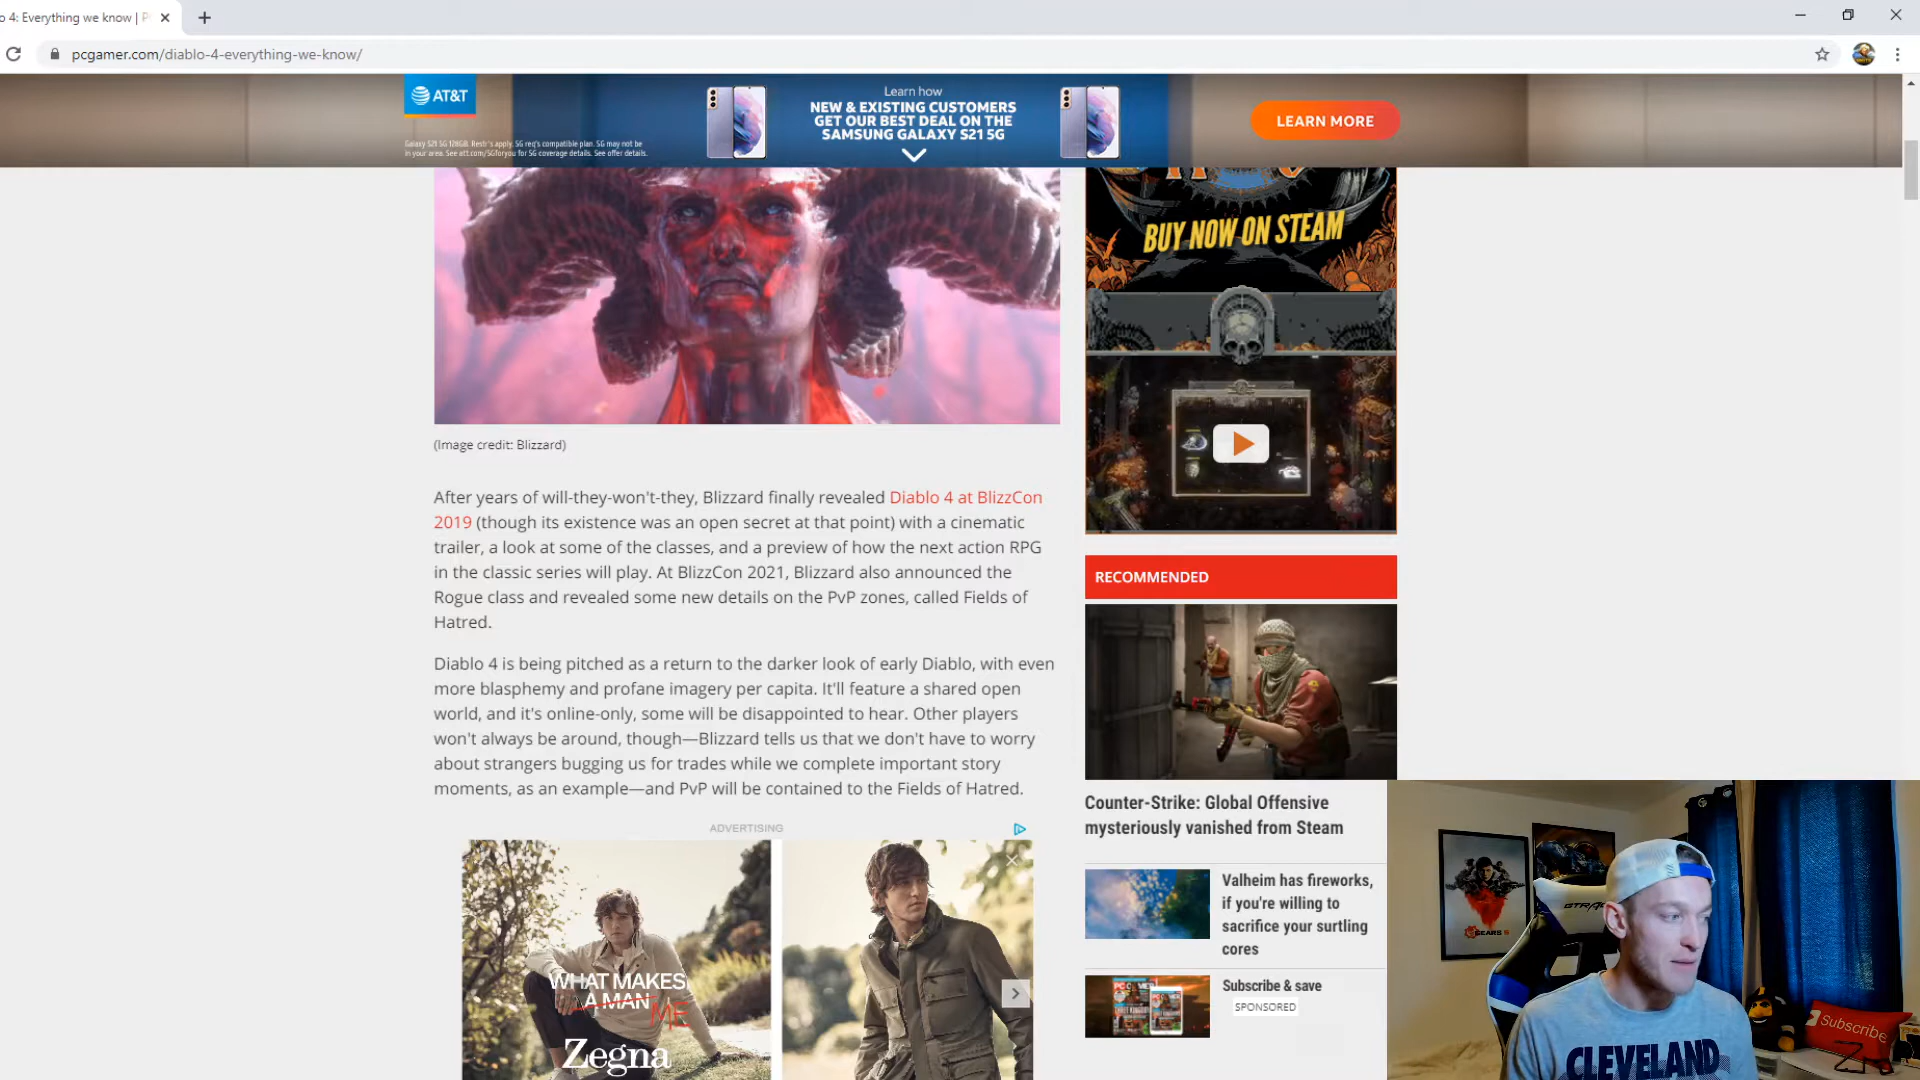 o 4: Everything we know | P
pcgamer.com/diablo-4-everything-we-know/
AT&T
Galaxy S21 5G 128GB. Restr's apply. 5G req's compatible plan. 5G may not be
in your area. See att.com/5Gforyou for 5G coverage details. See offer details.
Learn how
NEW & EXISTING CUSTOMERS
GET OUR BEST DEAL ON THE
SAMSUNG GALAXY S21 5G
LEARN MORE
BUY NOW ON STEAM
(Image credit: Blizzard)
After years of will-they-won't-they, Blizzard finally revealed Diablo 4 at BlizzCon
2019 (though its existence was an open secret at that point) with a cinematic
trailer, a look at some of the classes, and a preview of how the next action RPG
in the classic series will play. At BlizzCon 2021, Blizzard also announced the
Rogue class and revealed some new details on the PvP zones, called Fields of
Hatred.
Diablo 4 is being pitched as a return to the darker look of early Diablo, with even
more blasphemy and profane imagery per capita. It'll feature a shared open
world, and it's online-only, some will be disappointed to hear. Other players
won't always be around, though—Blizzard tells us that we don't have to worry
about strangers bugging us for trades while we complete important story
moments, as an example—and PvP will be contained to the Fields of Hatred.
ADVERTISING
WHAT MAKES
A MAN
ME
Zegna
RECOMMENDED
Counter-Strike: Global Offensive
mysteriously vanished from Steam
Valheim has fireworks,
if you're willing to
sacrifice your surtling
cores
Subscribe & save
SPONSORED
GEARS 5
GTRAC
Subscribe
CLEVELAND